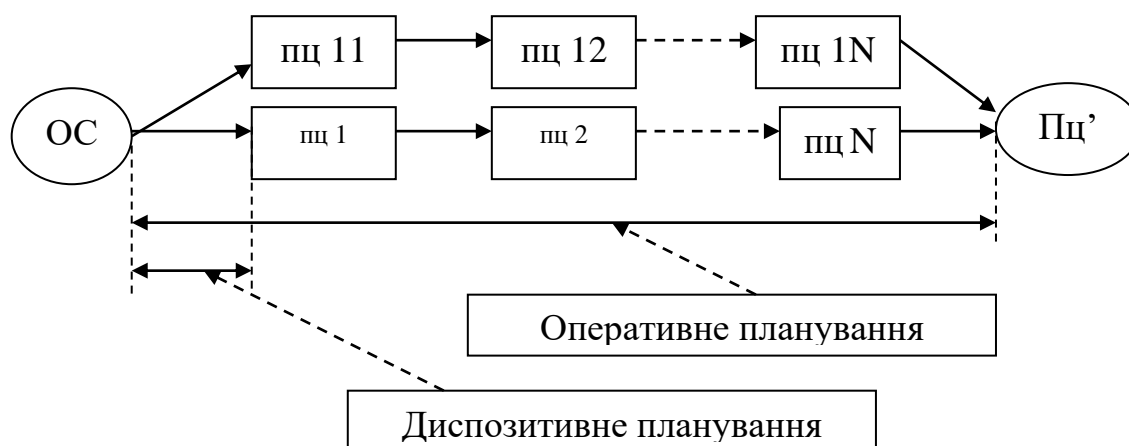 пц 11
пц 12
пц 1N
ОС
Пц’
пц 1
пц 2
пц N
Оперативне планування
Диспозитивне планування